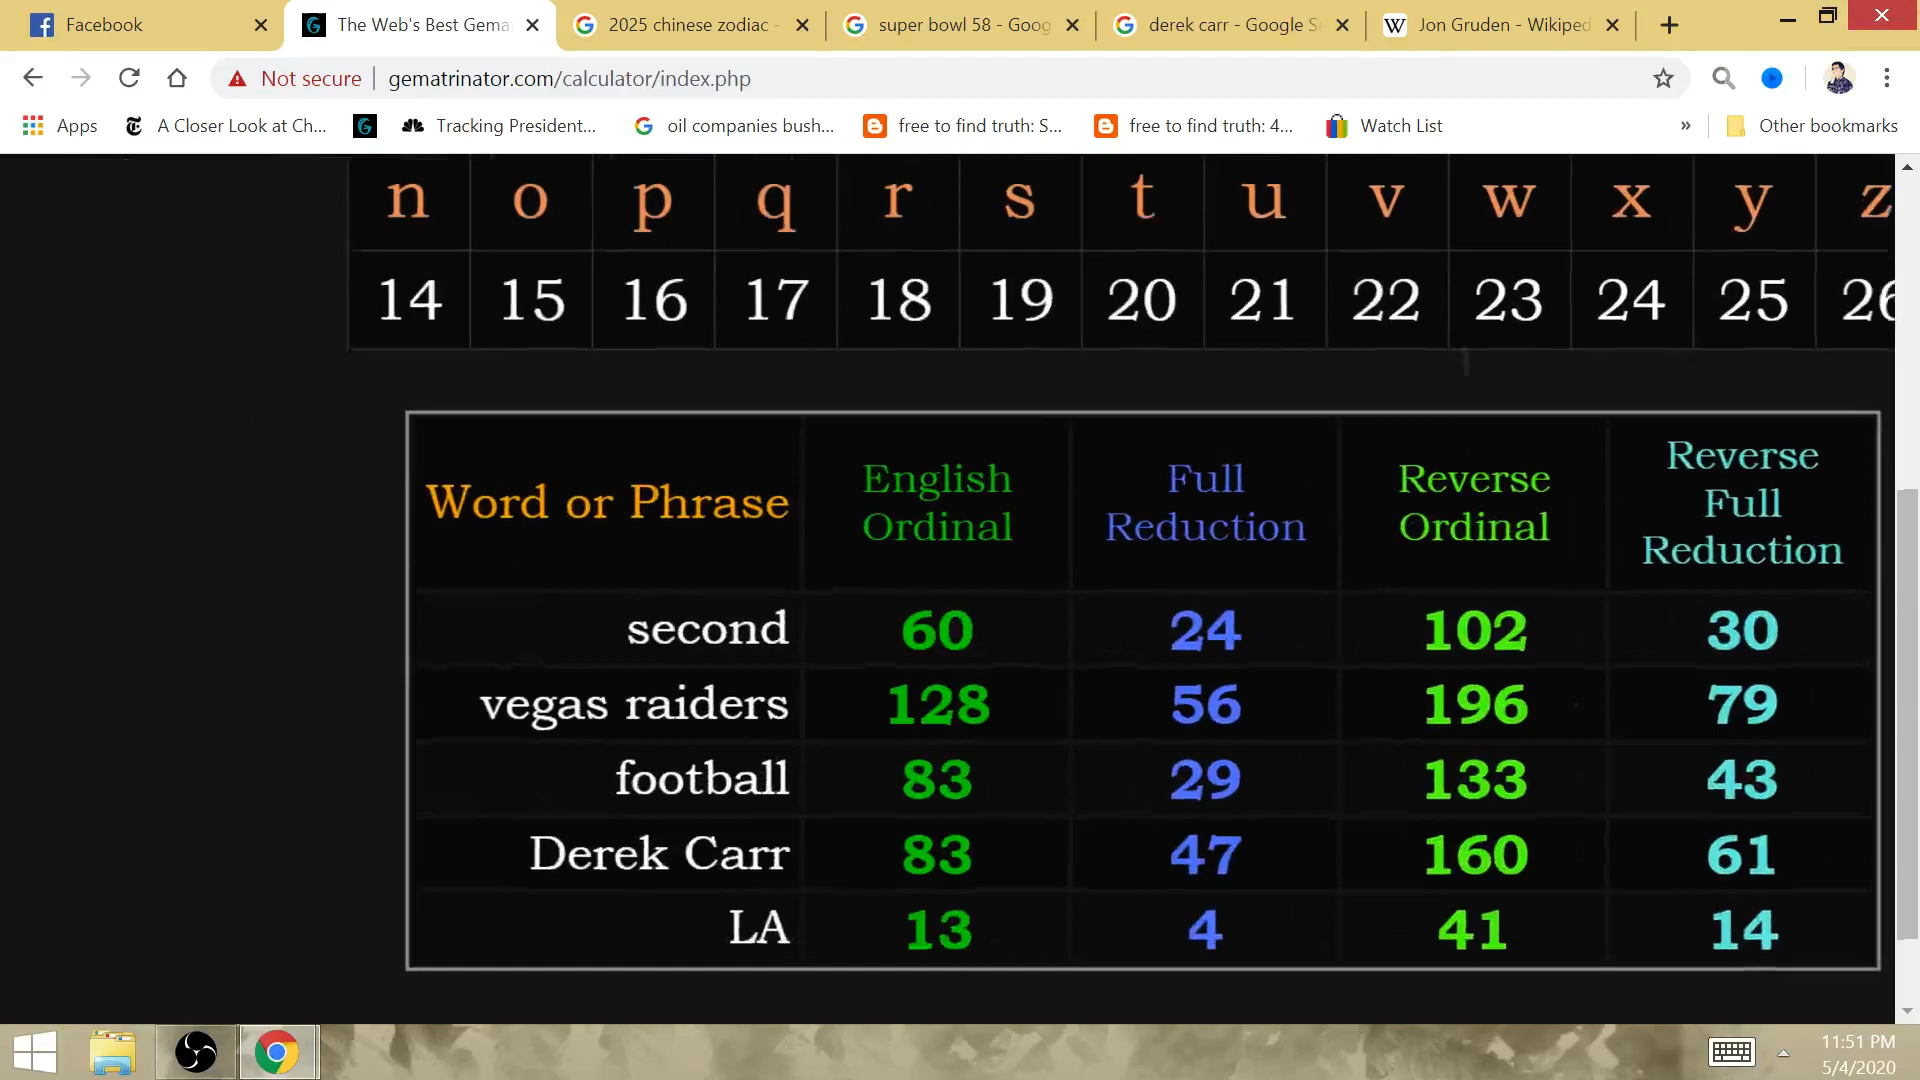 Facebook
The Web's Best Gema
2025 chinese zodiac -
super bowl 58 - Goog
derek carr - Google Se
Jon Gruden - Wikiped
Not secure
gematrinator.com/calculator/index.php
Apps
A Closer Look at Ch...
Tracking President...
oil companies bush...
free to find truth: S...
free to find truth: 4...
Watch List
»
Other bookmarks
n o p q r s t u v w x y z
14 15 16 17 18 19 20 21 22 23 24 25 26
Word or Phrase
English Ordinal
Full Reduction
Reverse Ordinal
Reverse Full Reduction
second 60 24 102 30
vegas raiders 128 56 196 79
football 83 29 133 43
Derek Carr 83 47 160 61
LA 13 4 41 14
11:51 PM
5/4/2020